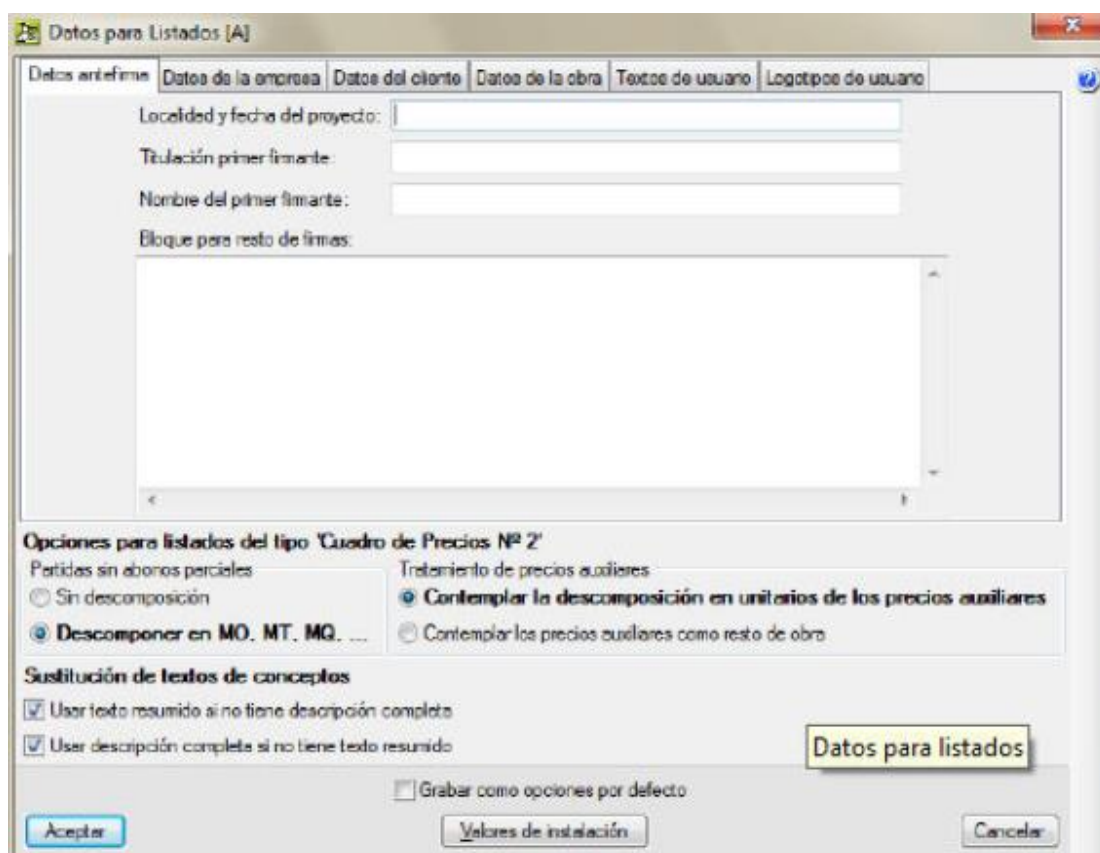 Datos para Listados [A]
Datos antefirma Datos de la empresa Datos del cliente Datos de la obra Textos de usuario Logotipos de usuario
Localidad y fecha del proyecto:
Titulación primer firmante
Nombre del primer firmante:
Bloque para resto de firmas:
Opciones para listados del tipo 'Cuadro de Precios Nº 2'
Partidas sin abonos parciales Tratamiento de precios auxiliares
Sin descomposición Contemplar la descomposición en unitarios de los precios auxiliares
Descomponer en MO. MT. MQ. ... Contemplar los precios auxiliares como resto de obra
Sustitución de textos de conceptos
Usar texto resumido si no tiene descripción completa
Usar descripción completa si no tiene texto resumido
Datos para listados
Grabar como opciones por defecto
Aceptar Valores de instalación Cancelar